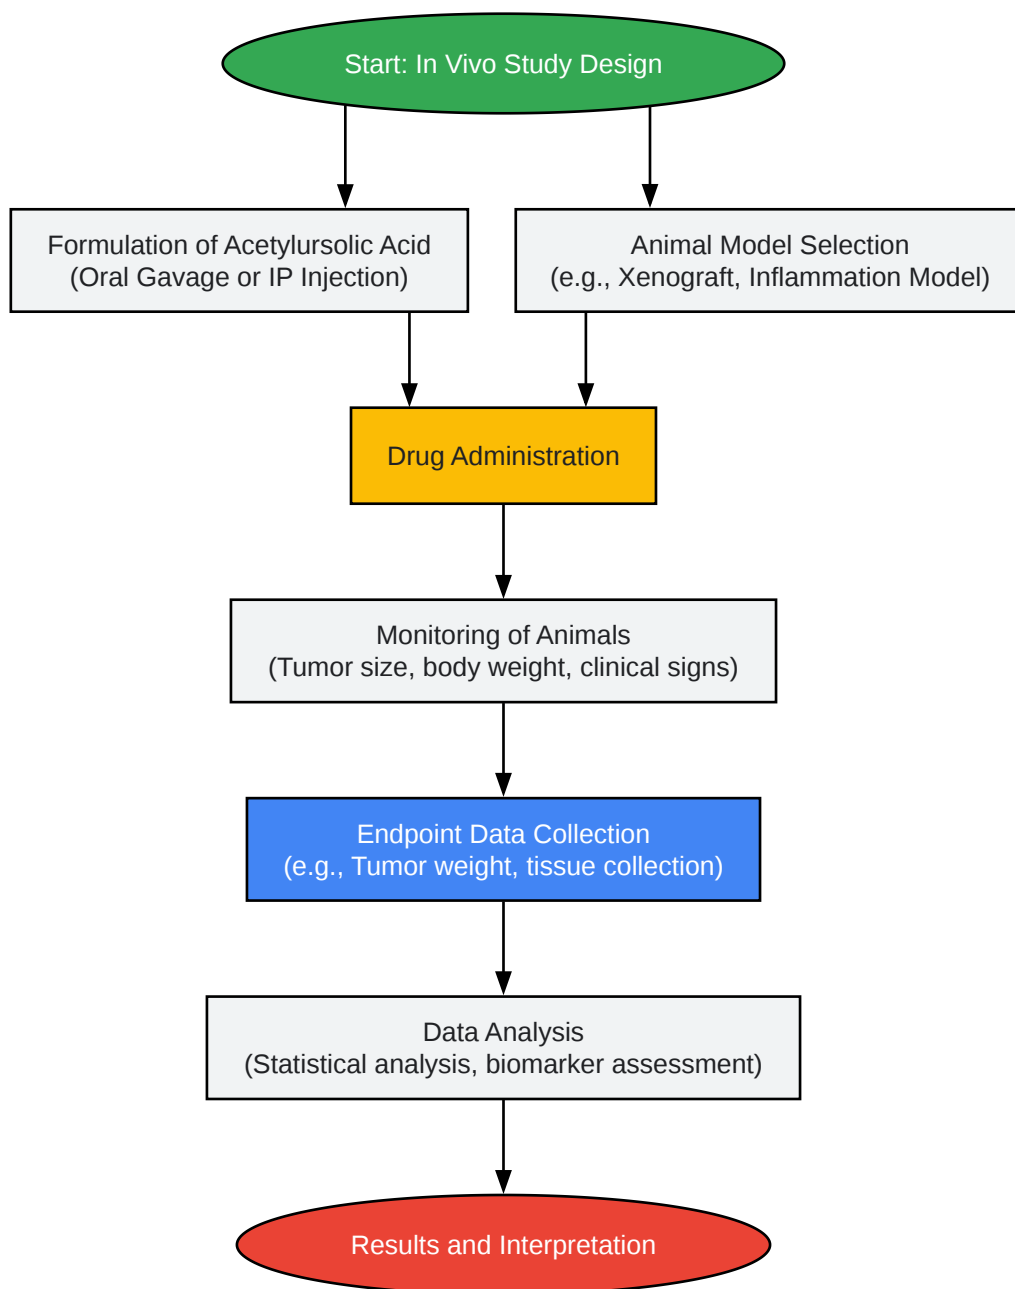 Start: In Vivo Study Design
Formulation of Acetylursolic Acid
(Oral Gavage or IP Injection)
Animal Model Selection
(e.g., Xenograft, Inflammation Model)
Drug Administration
Monitoring of Animals
(Tumor size, body weight, clinical signs)
Endpoint Data Collection
(e.g., Tumor weight, tissue collection)
Data Analysis
(Statistical analysis, biomarker assessment)
Results and Interpretation